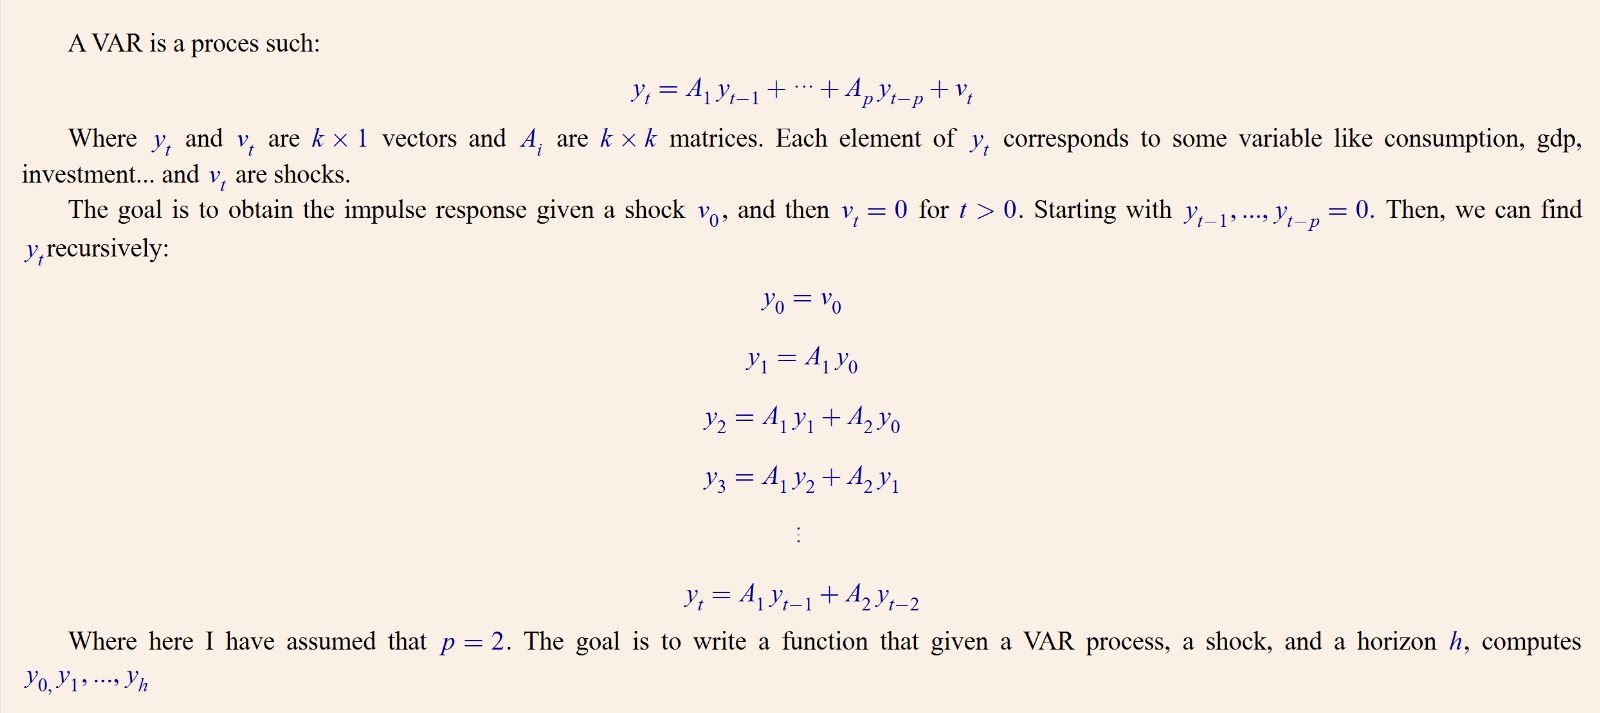 A VAR is a proces such:
y_t = A_1 y_{t−1} + ⋯ + A_p y_{t−p} + v_t
Where y_t and v_t are k × 1 vectors and A_i are k × k matrices. Each element of y_t corresponds to some variable like consumption, gdp,
investment... and v_t are shocks.
The goal is to obtain the impulse response given a shock v_0, and then v_t = 0 for t > 0. Starting with y_{t−1}, ..., y_{t−p} = 0. Then, we can find
y_t recursively:
y_0 = v_0
y_1 = A_1 y_0
y_2 = A_1 y_1 + A_2 y_0
y_3 = A_1 y_2 + A_2 y_1
⋮
y_t = A_1 y_{t−1} + A_2 y_{t−2}
Where here I have assumed that p = 2. The goal is to write a function that given a VAR process, a shock, and a horizon h, computes
y_{0,} y_1, ..., y_h